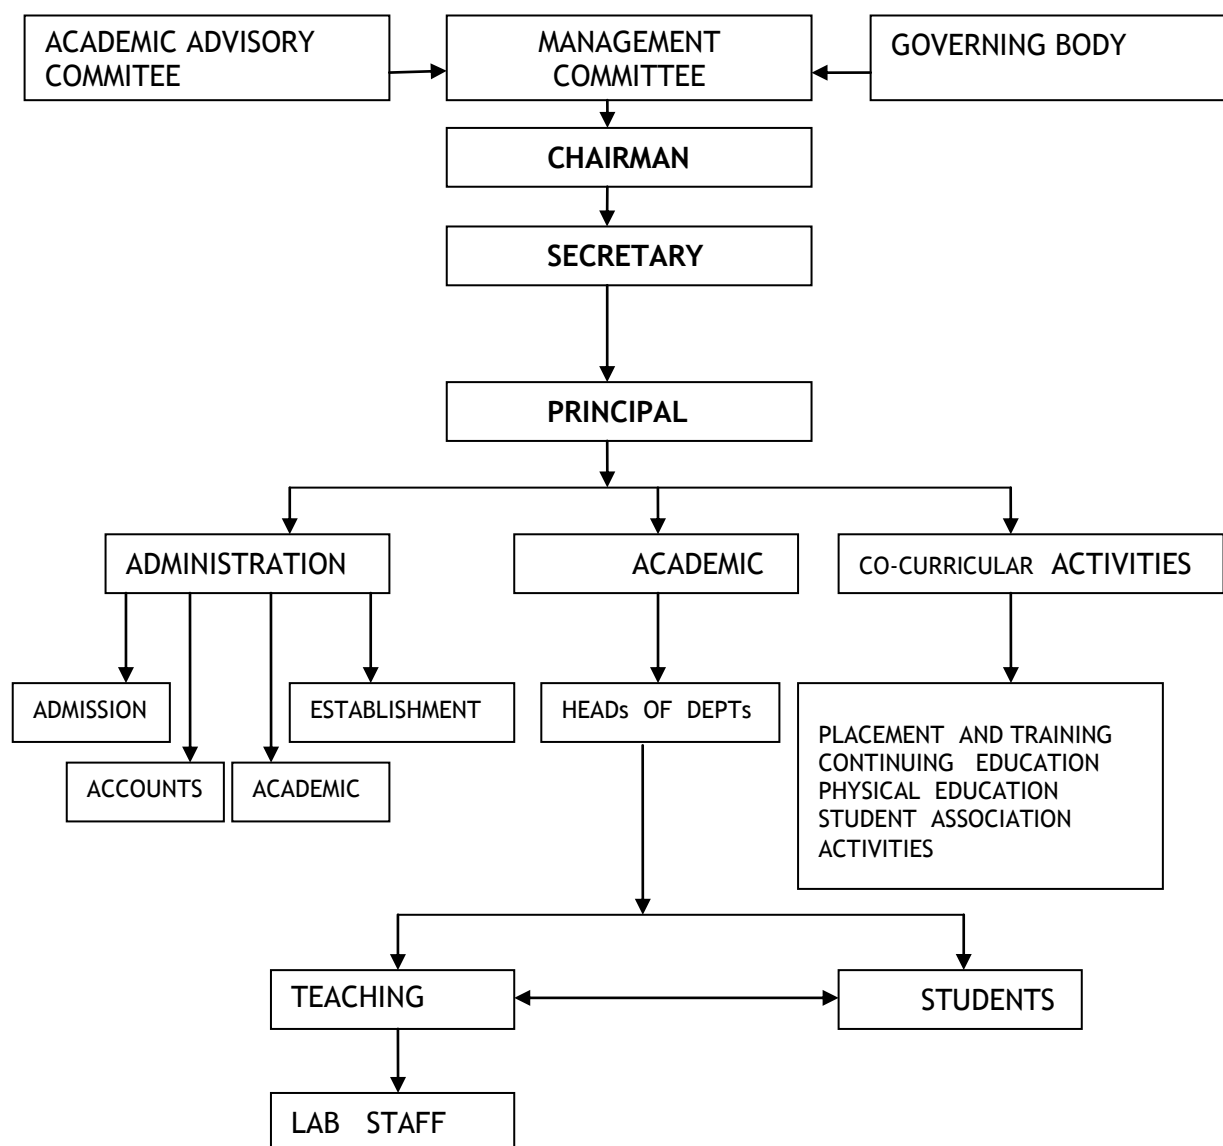 ACADEMIC ADVISORY
COMMITEE
MANAGEMENT
COMMITTEE
GOVERNING BODY
CHAIRMAN
SECRETARY
PRINCIPAL
ADMINISTRATION
ACADEMIC
CO-CURRICULAR ACTIVITIES
ADMISSION
ESTABLISHMENT
HEADs OF DEPTs
ACCOUNTS
ACADEMIC
PLACEMENT AND TRAINING
CONTINUING EDUCATION
PHYSICAL EDUCATION
STUDENT ASSOCIATION
ACTIVITIES
TEACHING
STUDENTS
LAB STAFF